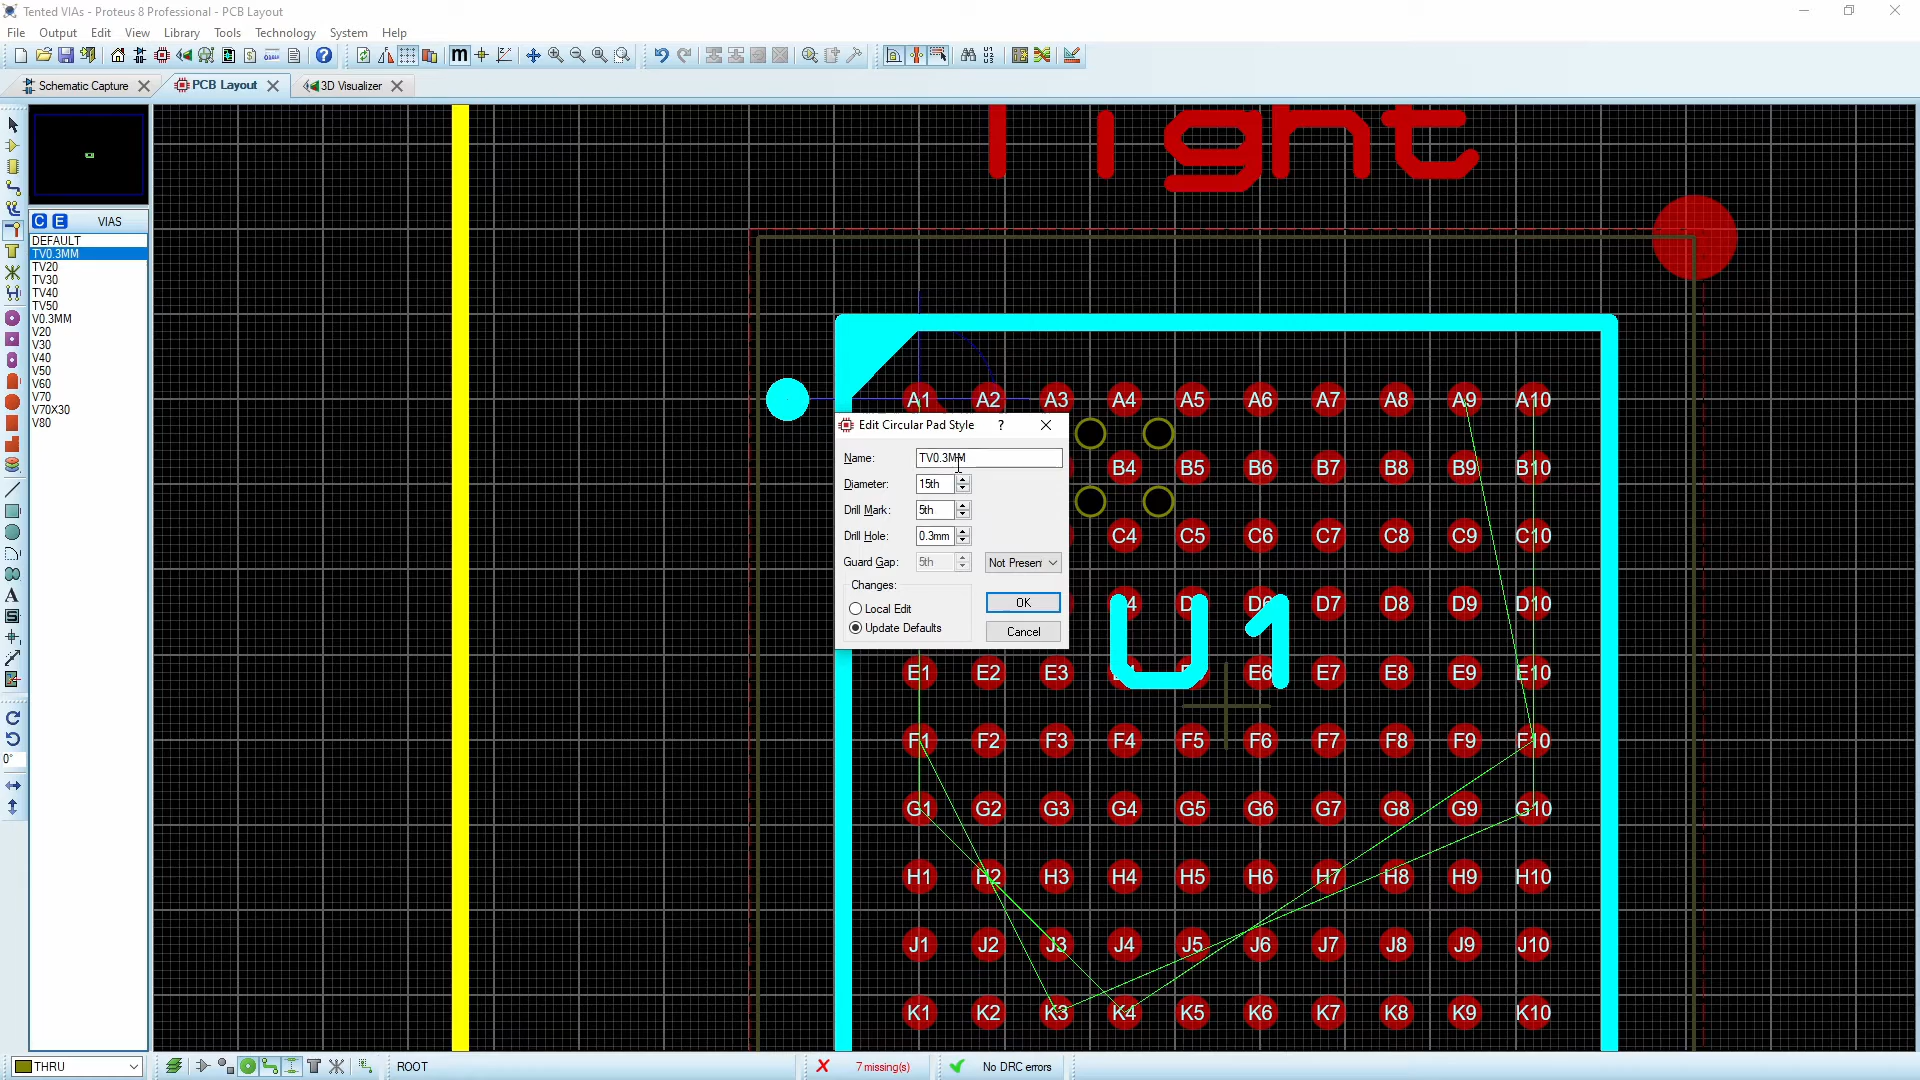 Tented VIAs - Proteus 8 Professional - PCB Layout
File Output Edit View Library Tools Technology System Help
Schematic Capture PCB Layout 3D Visualizer
light
C E VIAS
DEFAULT
TV0.3MM
TV20
TV30
TV40
TV50
V0.3MM
V20
V30
V40
V50
V60
V70
V70X30
V80
0°
A1 A2 A3 A4 A5 A6 A7 A8 A9 A10
B4 B5 B6 B7 B8 B9 B10
C4 C5 C6 C7 C8 C9 C10
D6 D7 D8 D9 D10
U1
E1 E2 E3 E6 E7 E8 E9 E10
F1 F2 F3 F4 F5 F6 F7 F8 F9 F10
G1 G2 G3 G4 G5 G6 G7 G8 G9 G10
H1 H2 H3 H4 H5 H6 H7 H8 H9 H10
J1 J2 J3 J4 J5 J6 J7 J8 J9 J10
K1 K2 K3 K4 K5 K6 K7 K8 K9 K10
Edit Circular Pad Style ?
Name: TV0.3MM
Diameter: 15th
Drill Mark: 5th
Drill Hole: 0.3mm
Guard Gap: 5th Not Presen
Changes:
Local Edit
Update Defaults
OK
Cancel
THRU
ROOT
7 missing(s)
No DRC errors